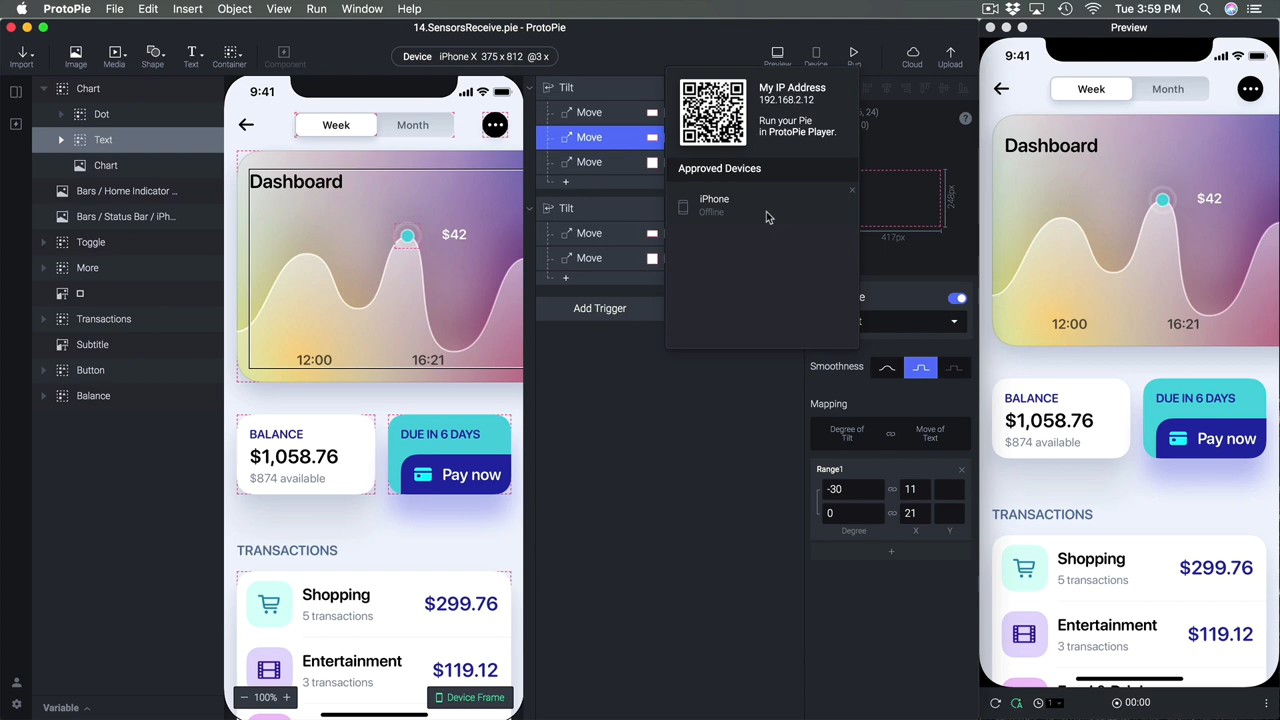 ProtoPie File Edit Insert Object View Run Window Help
Tue 3:59 PM
14.SensorsReceive.pie - ProtoPie
Import
Image
Media
Shape
Text
Container
Component
Device iPhone X 375 x 812 @3 x
Preview
Device
Run
Cloud
Upload
Chart
Dot
Text
Chart
Bars / Home Indicator ...
Bars / Status Bar / iPh...
Toggle
More
Transactions
Subtitle
Button
Balance
Variable
9:41
Week
Month
Dashboard
$42
12:00
16:21
BALANCE
$1,058.76
$874 available
DUE IN 6 DAYS
Pay now
TRANSACTIONS
Shopping
5 transactions
$299.76
Entertainment
3 transactions
$119.12
100%
Device Frame
Tilt
Move
Move
Move
+
Tilt
Move
Move
+
Add Trigger
My IP Address
192.168.2.12
Run your Pie
in ProtoPie Player.
Approved Devices
iPhone
Offline
6, 24)
0)
248px
417px
Smoothness
Mapping
Degree of
Tilt
Move of
Text
Range1
-30 11
0 21
Degree X Y
+
Preview
9:41
Week
Month
Dashboard
$42
12:00
16:21
BALANCE
$1,058.76
$874 available
DUE IN 6 DAYS
Pay now
TRANSACTIONS
Shopping
5 transactions
$299.76
Entertainment
3 transactions
$119.12
1
00:00